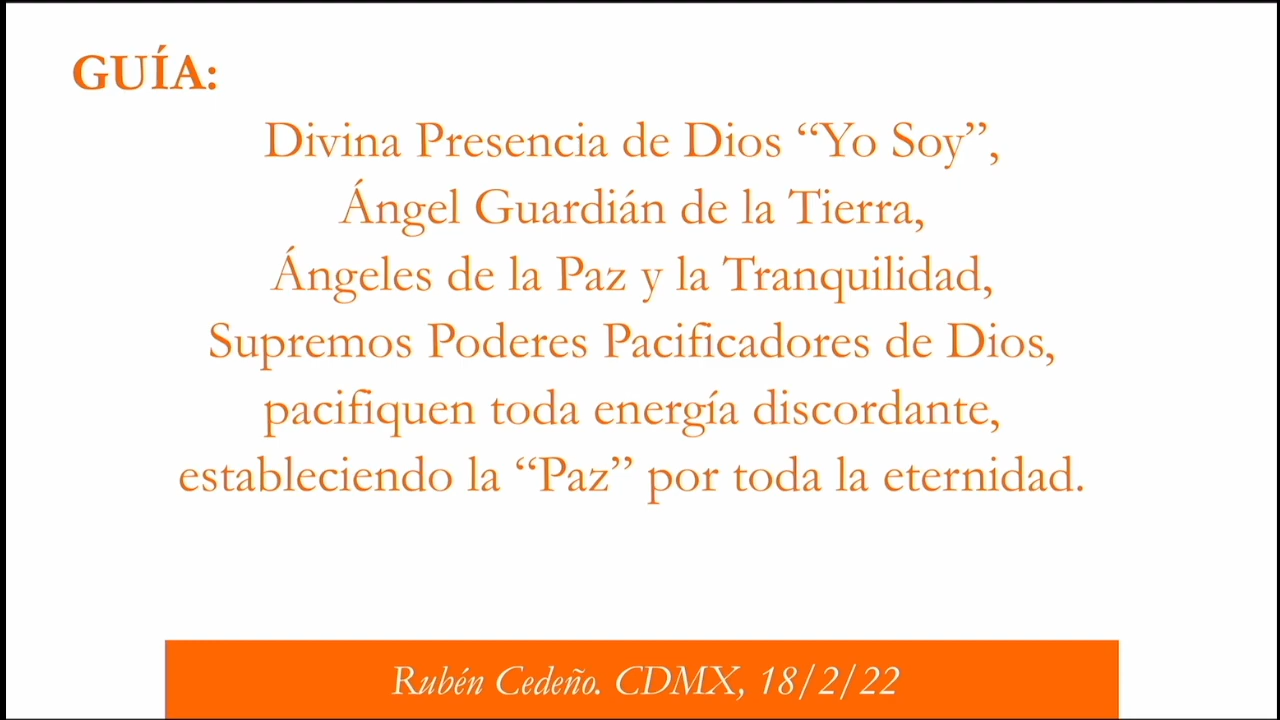 GUÍA:
Divina Presencia de Dios “Yo Soy”,
Ángel Guardián de la Tierra,
Ángeles de la Paz y la Tranquilidad,
Supremos Poderes Pacificadores de Dios,
pacifiquen toda energía discordante,
estableciendo la “Paz” por toda la eternidad.
Rubén Cedeño. CDMX, 18/2/22